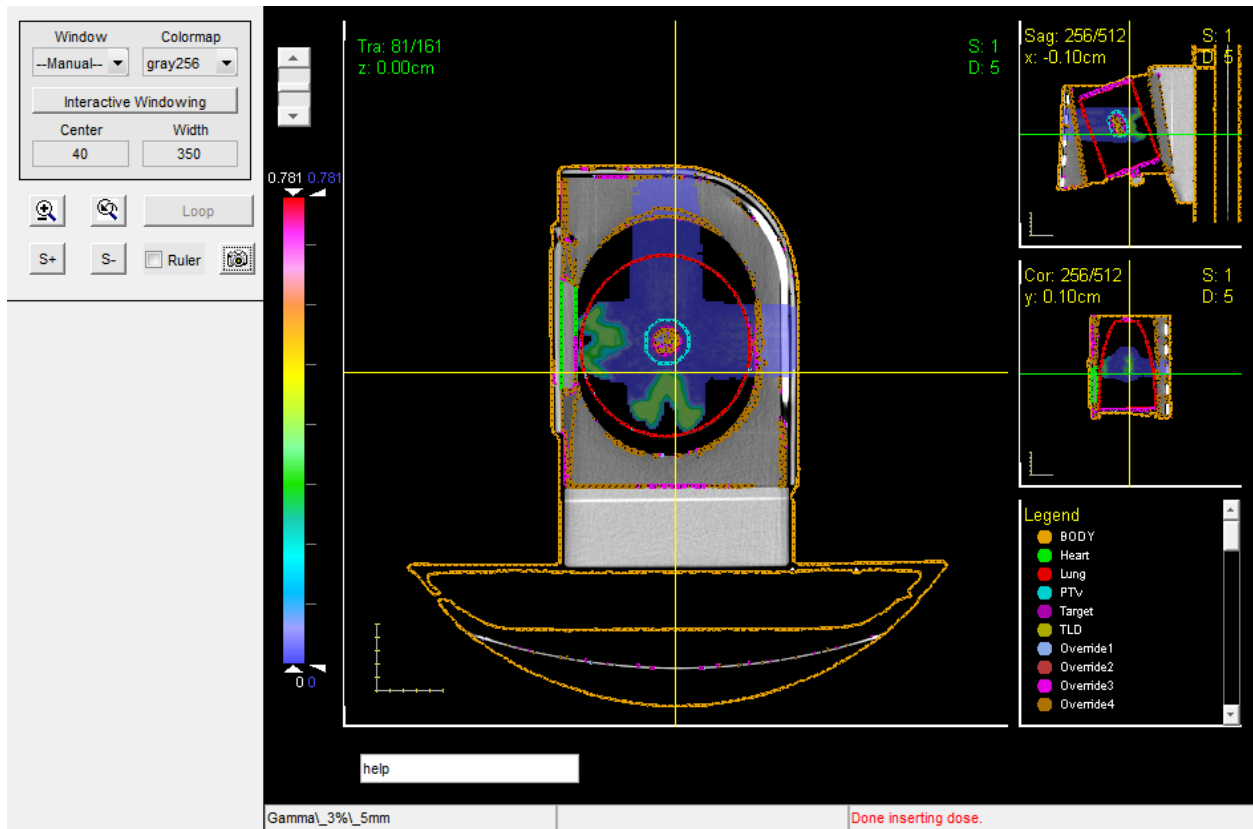 Window Colormap
--Manual-- gray256
Interactive Windowing
Center Width
40 350
Loop
S+ S- Ruler
Tra: 81/161 S: 1
z: 0.00cm D: 5
0.781 0.781
0 0
Sag: 256/512 S: 1
x: -0.10cm D: 5
Cor: 256/512 S: 1
y: 0.10cm D: 5
Legend
BODY
Heart
Lung
PTV
Target
TLD
Override1
Override2
Override3
Override4
help
Gamma\_3%\_5mm Done inserting dose.